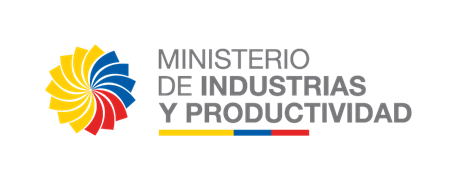 MINISTERIO
DE INDUSTRIAS
Y PRODUCTIVIDAD